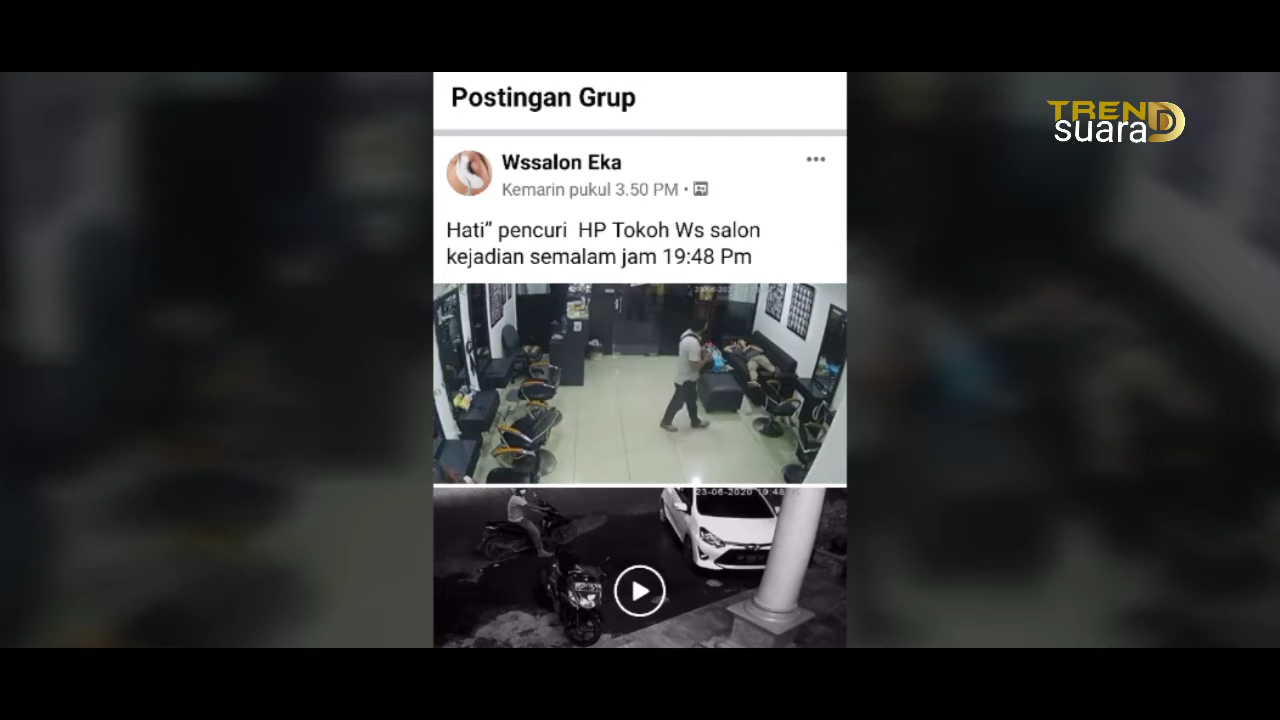 Postingan Grup
TREND
suara
Wssalon Eka
Kemarin pukul 3.50 PM •
Hati” pencuri HP Tokoh Ws salon
kejadian semalam jam 19:48 Pm
23-06-2020 19:48